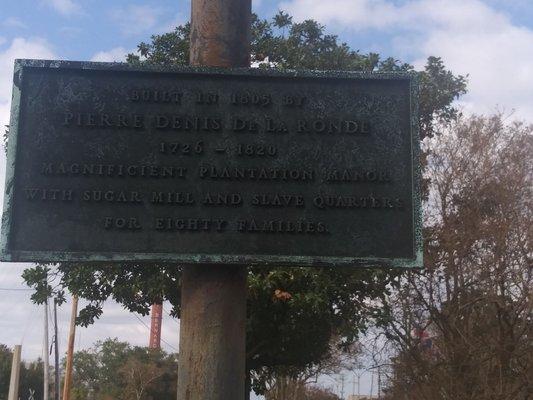 BUILT IN 1805 BY
PIERRE DENIS DE LA RONDE
1726 - 1820
MAGNIFICIENT PLANTATION MANOR
WITH SUGAR MILL AND SLAVE QUARTERS
FOR EIGHTY FAMILIES.